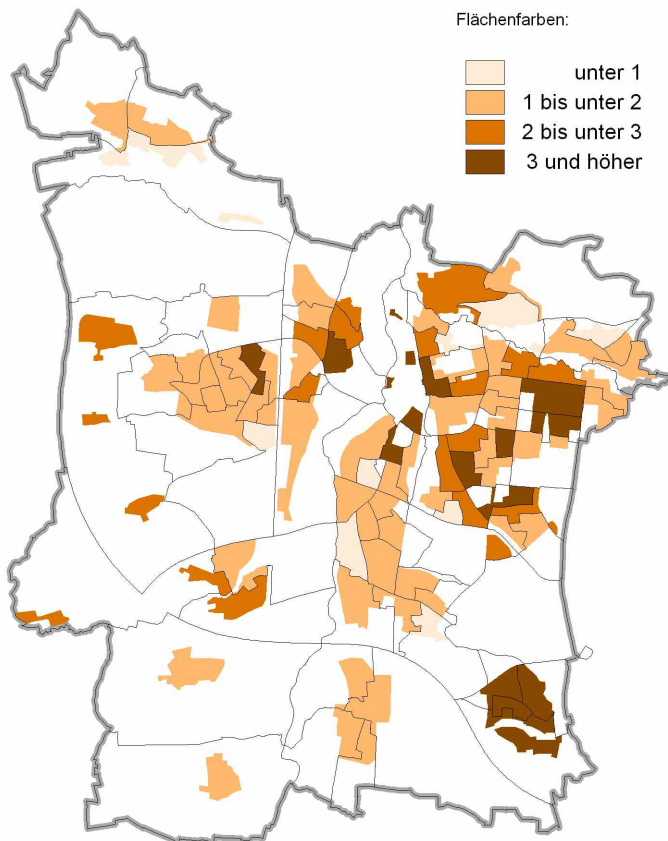 Flächenfarben:
unter 1
1 bis unter 2
2 bis unter 3
3 und höher